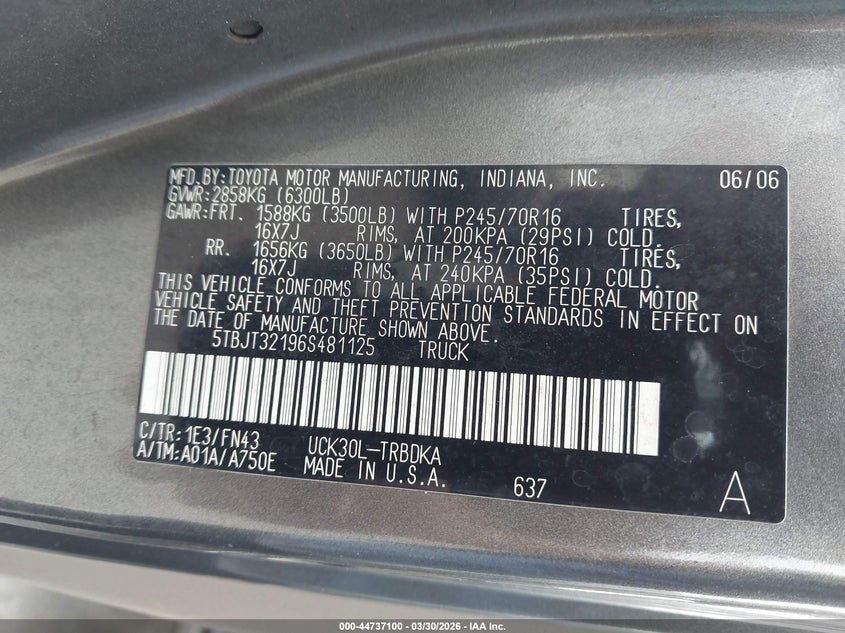 MFD.BY:TOYOTA MOTOR MANUFACTURING, INDIANA, INC. 06/06
GVWR:2858KG (6300LB)
GAWR:FRT. 1588KG (3500LB) WITH P245/70R16 TIRES,
16X7J RIMS, AT 200KPA (29PSI) COLD.
RR. 1656KG (3650LB) WITH P245/70R16 TIRES,
16X7J RIMS, AT 240KPA (35PSI) COLD.
THIS VEHICLE CONFORMS TO ALL APPLICABLE FEDERAL MOTOR
VEHICLE SAFETY AND THEFT PREVENTION STANDARDS IN EFFECT ON
THE DATE OF MANUFACTURE SHOWN ABOVE.
5TBJT32196S481125 TRUCK
C/TR:1E3/FN43 UCK30L-TRBDKA
A/TM:A01A/A750E MADE IN U.S.A. 637 A
000-44737100 - 03/30/2026 - IAA Inc.